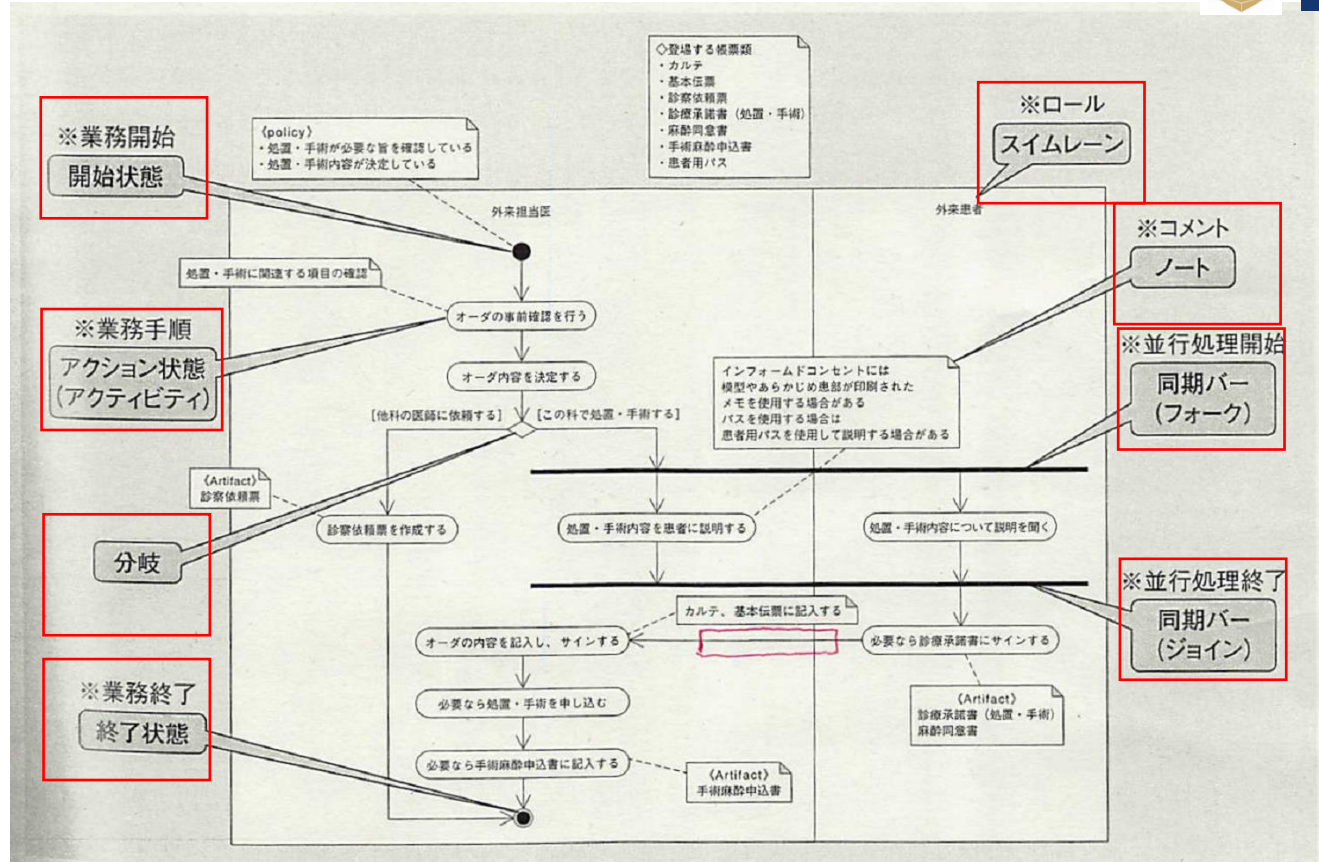 ◇登場する帳票類
・カルテ
・基本伝票
・診察依頼票
・診療承諾書（処置・手術）
・麻酔同意書
・手術麻酔申込書
・患者用パス
※業務開始
開始状態
《policy》
・処置・手術が必要な旨を確認している
・処置・手術内容が決定している
※ロール
スイムレーン
外来担当医
外来患者
※コメント
ノート
処置・手術に関連する項目の確認
オーダの事前確認を行う
※業務手順
アクション状態
(アクティビティ)
オーダ内容を決定する
インフォームドコンセントには
模型やあらかじめ患部が印刷された
メモを使用する場合がある
パスを使用する場合は
患者用パスを使用して説明する場合がある
※並行処理開始
同期バー
(フォーク)
[他科の医師に依頼する]
[この科で処置・手術する]
《Artifact》
診察依頼票
診察依頼票を作成する
処置・手術内容を患者に説明する
処置・手術内容について説明を聞く
分岐
※並行処理終了
同期バー
(ジョイン)
カルテ、基本伝票に記入する
オーダの内容を記入し、サインする
必要なら診療承諾書にサインする
※業務終了
終了状態
必要なら処置・手術を申し込む
《Artifact》
診療承諾書（処置・手術）
麻酔同意書
必要なら手術麻酔申込書に記入する
《Artifact》
手術麻酔申込書